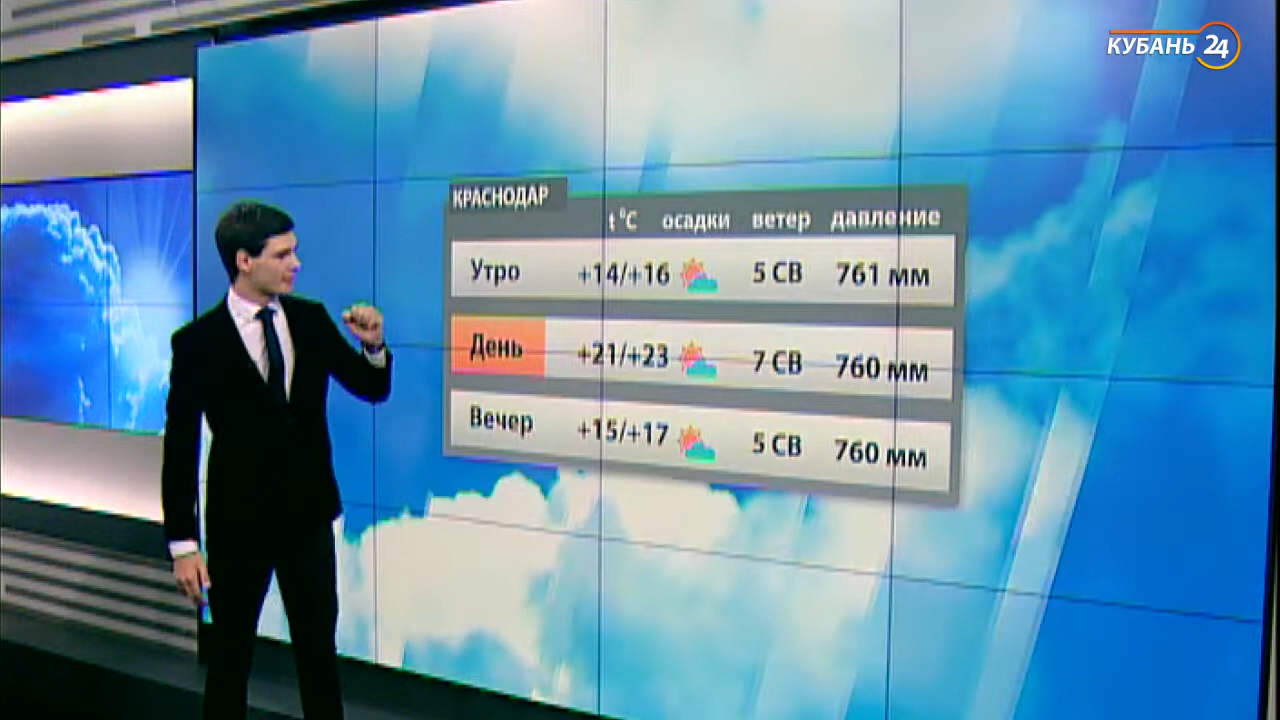 КУБАНЬ 24
КРАСНОДАР
t °C осадки ветер давление
Утро +14/+16 5 СВ 761 мм
День +21/+23 7 СВ 760 мм
Вечер +15/+17 5 СВ 760 мм